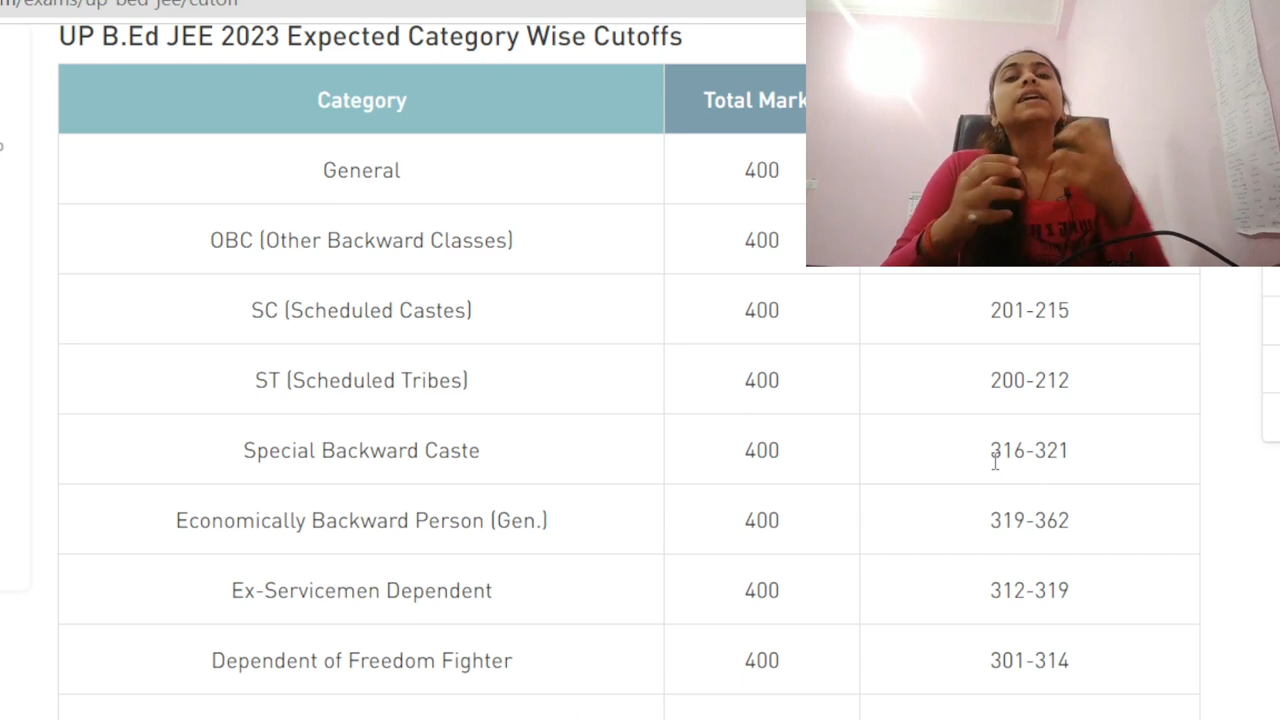 m/exams/up-bed-jee/cutoff
UP B.Ed JEE 2023 Expected Category Wise Cutoffs
Category Total Mark
General 400
OBC (Other Backward Classes) 400
SC (Scheduled Castes) 400 201-215
ST (Scheduled Tribes) 400 200-212
Special Backward Caste 400 316-321
Economically Backward Person (Gen.) 400 319-362
Ex-Servicemen Dependent 400 312-319
Dependent of Freedom Fighter 400 301-314